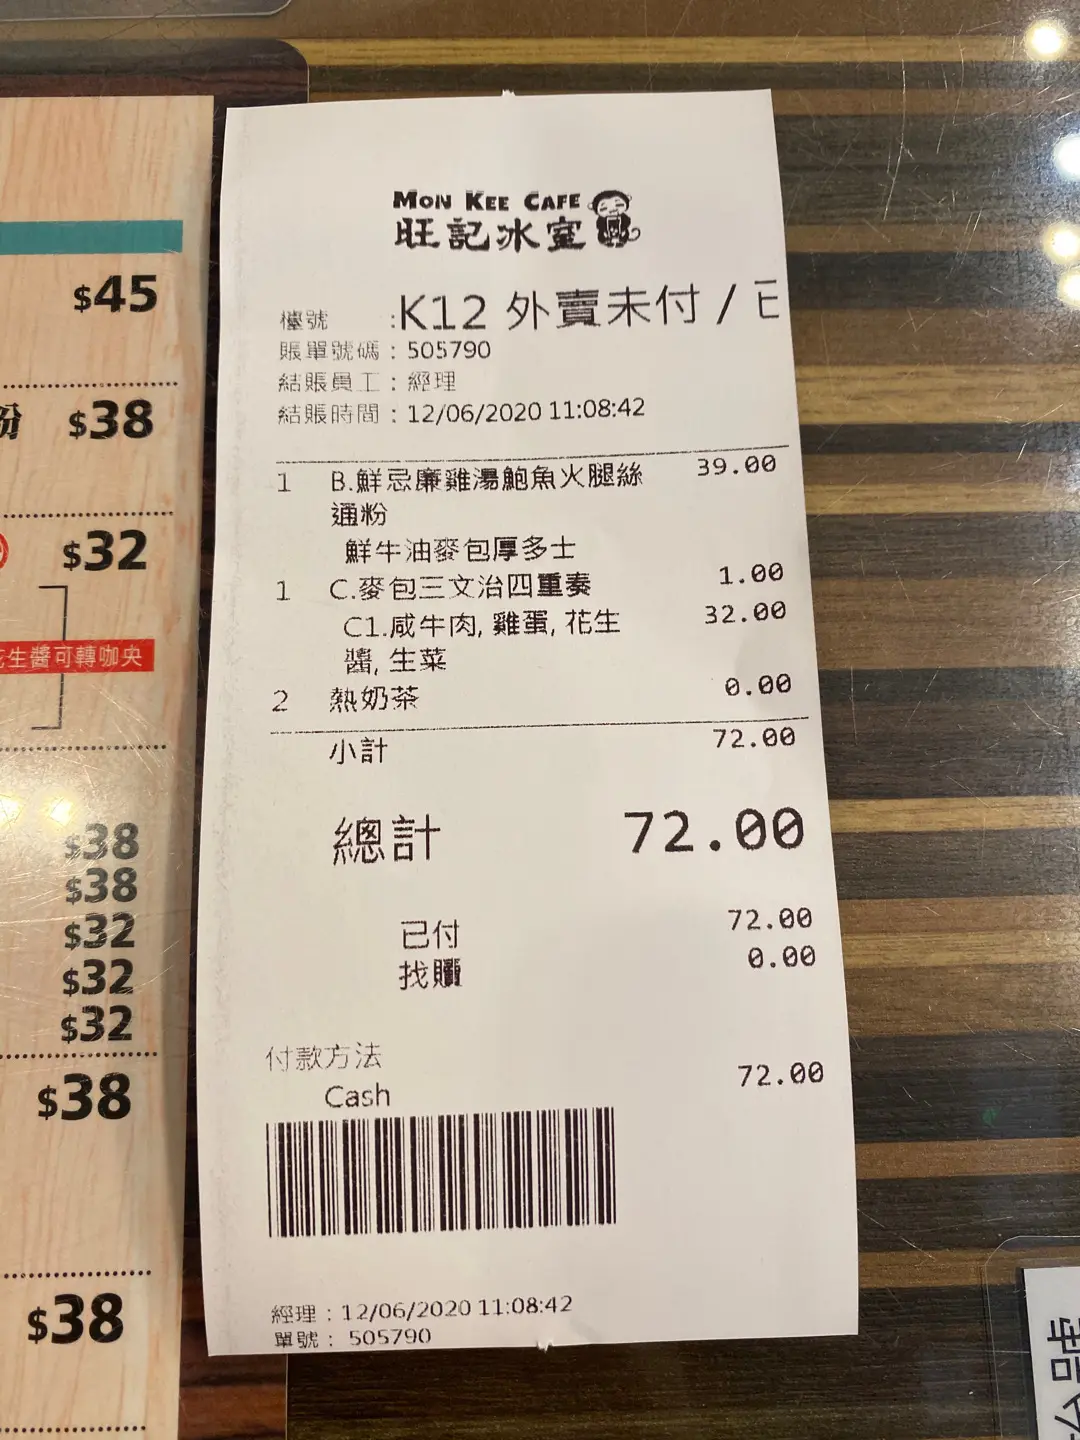 $45
$38
$32
生醬可轉咖央
$38
$38
$32
$32
$32
$38
$38
MON KEE CAFE
旺記冰室
檯號 :K12 外賣未付 / E
賬單號碼 : 505790
結賬員工 : 經理
結賬時間 : 12/06/2020 11:08:42
1 B.鮮忌廉雞湯鮑魚火腿絲 39.00
通粉
鮮牛油麥包厚多士
1 C.麥包三文治四重奏 1.00
C1.咸牛肉, 雞蛋, 花生 32.00
醬, 生菜
2 熱奶茶 0.00
小計 72.00
總計 72.00
已付 72.00
找贖 0.00
付款方法
Cash 72.00
經理 : 12/06/2020 11:08:42
單號 : 505790